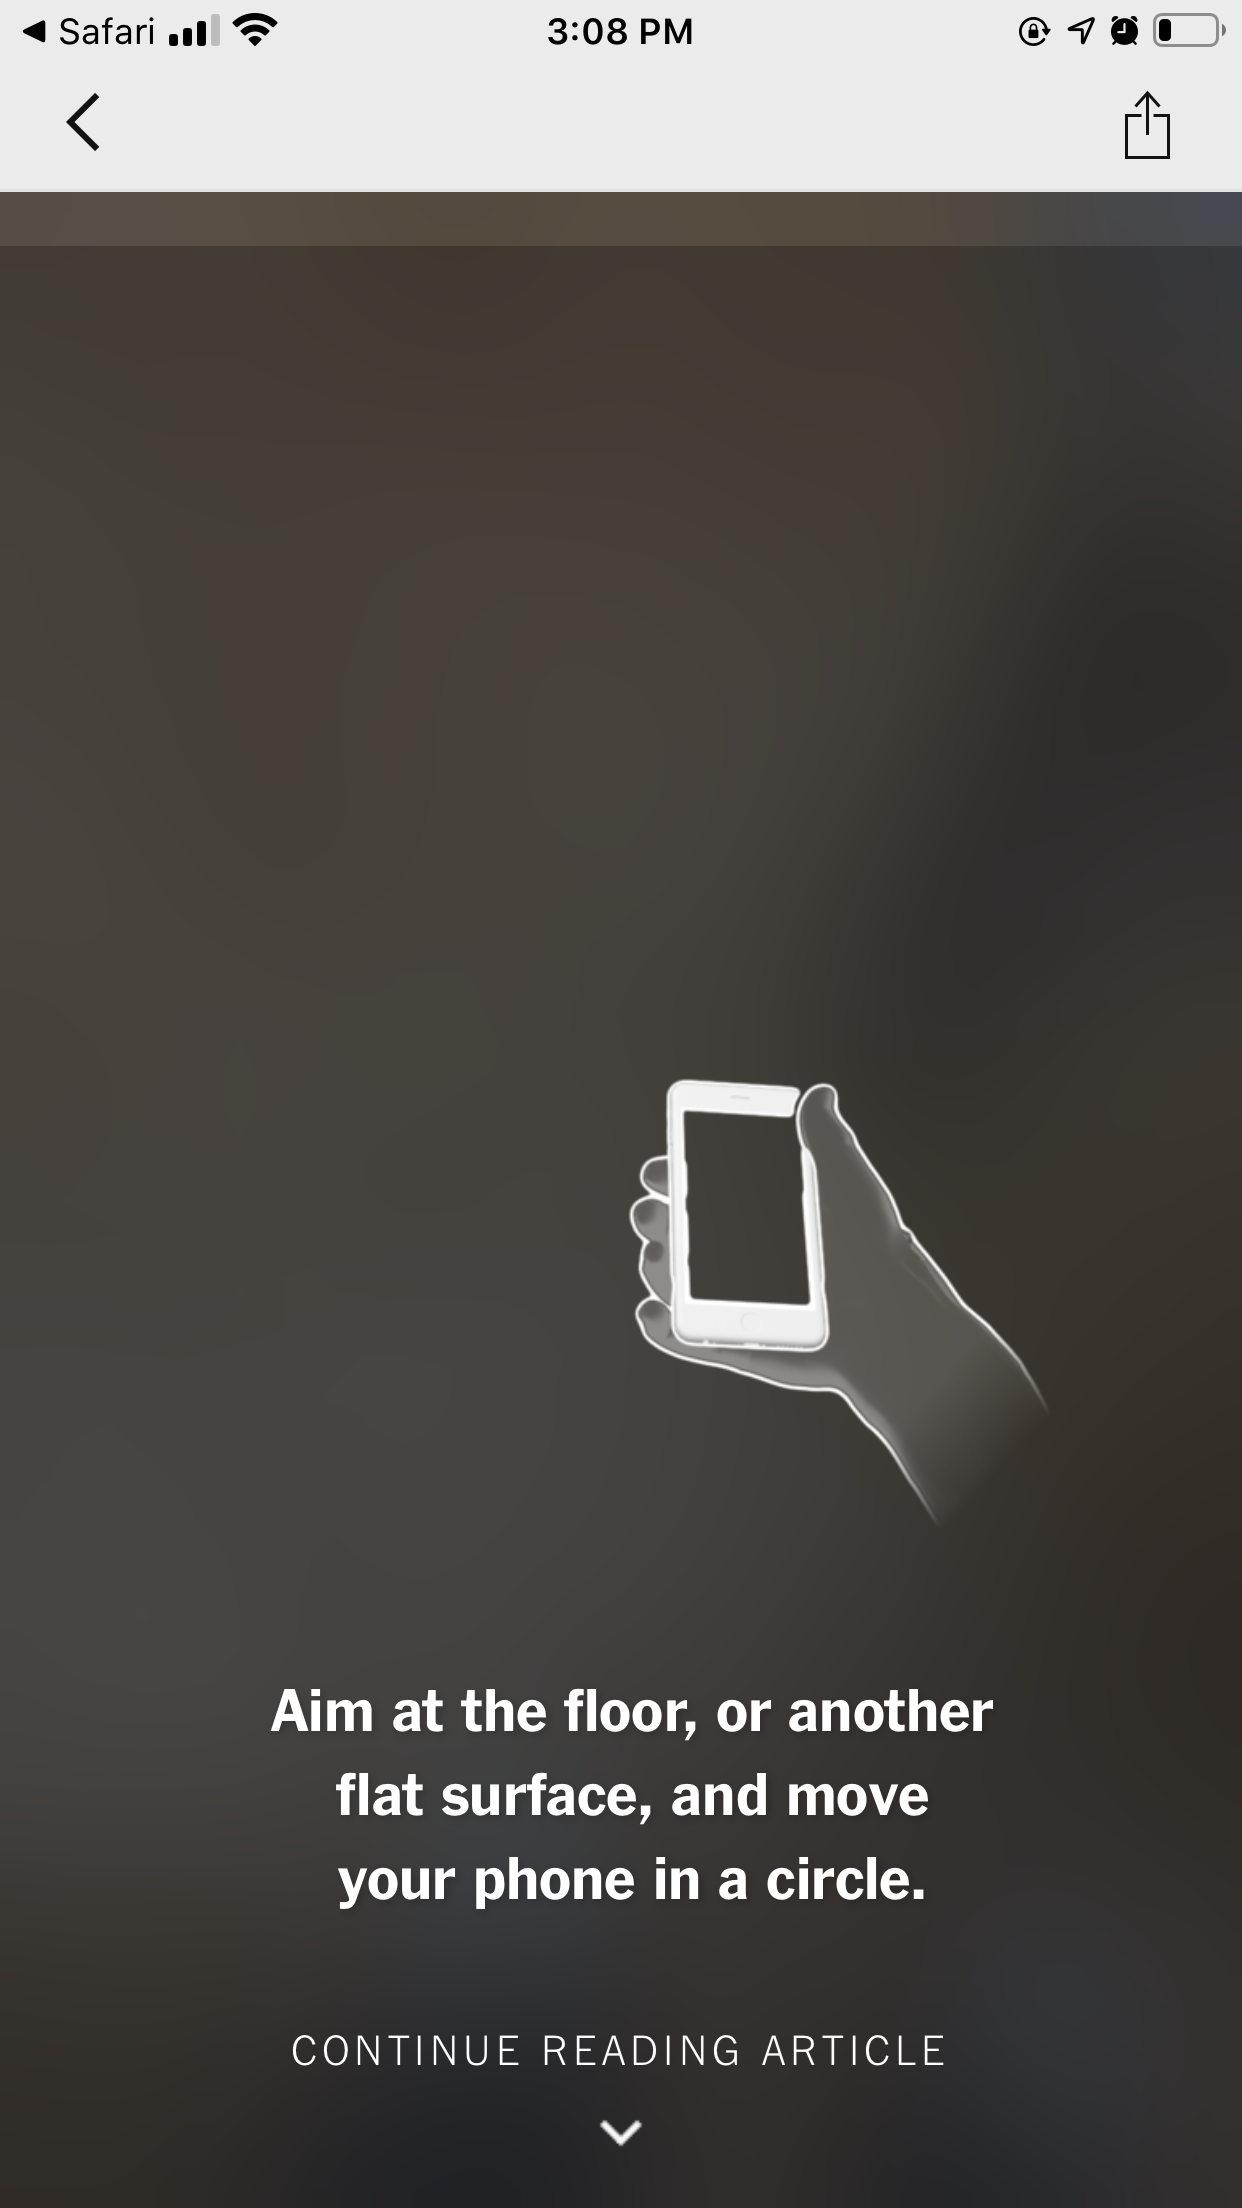 Safari
3:08 PM
Aim at the floor, or another
flat surface, and move
your phone in a circle.
CONTINUE READING ARTICLE